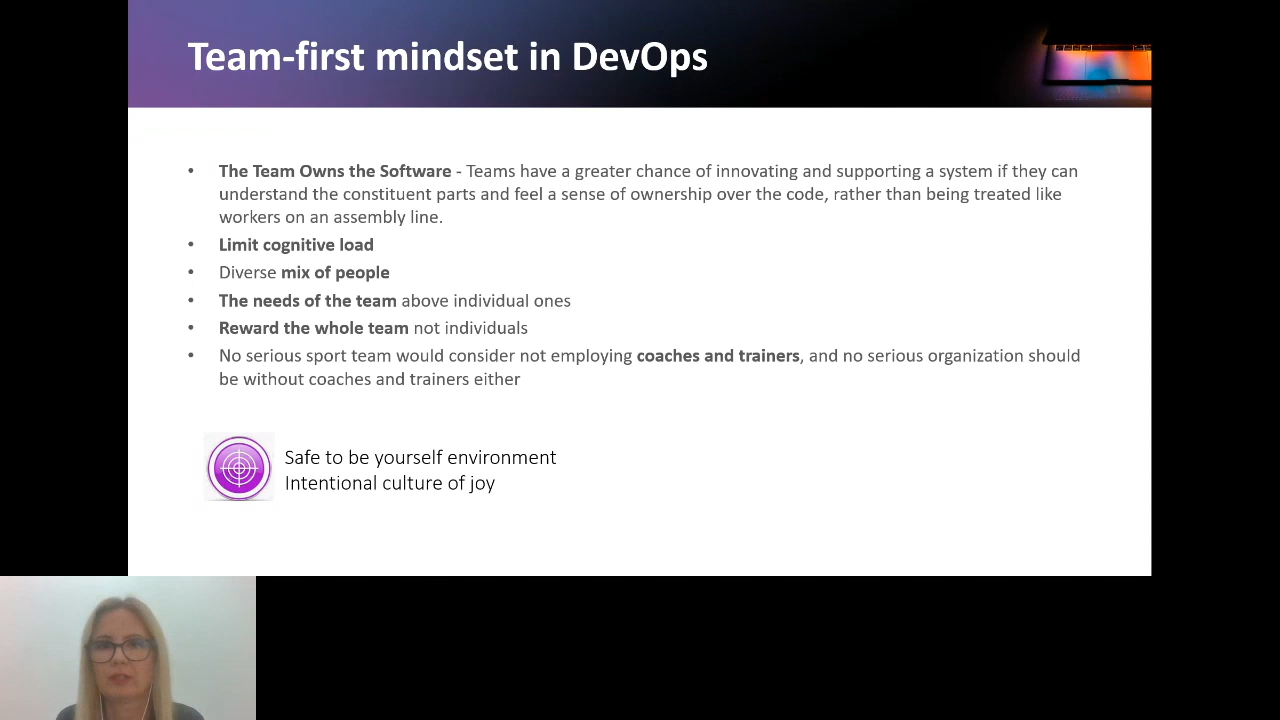 Team-first mindset in DevOps
• The Team Owns the Software - Teams have a greater chance of innovating and supporting a system if they can
understand the constituent parts and feel a sense of ownership over the code, rather than being treated like
workers on an assembly line.
• Limit cognitive load
• Diverse mix of people
• The needs of the team above individual ones
• Reward the whole team not individuals
• No serious sport team would consider not employing coaches and trainers, and no serious organization should
be without coaches and trainers either
Safe to be yourself environment
Intentional culture of joy